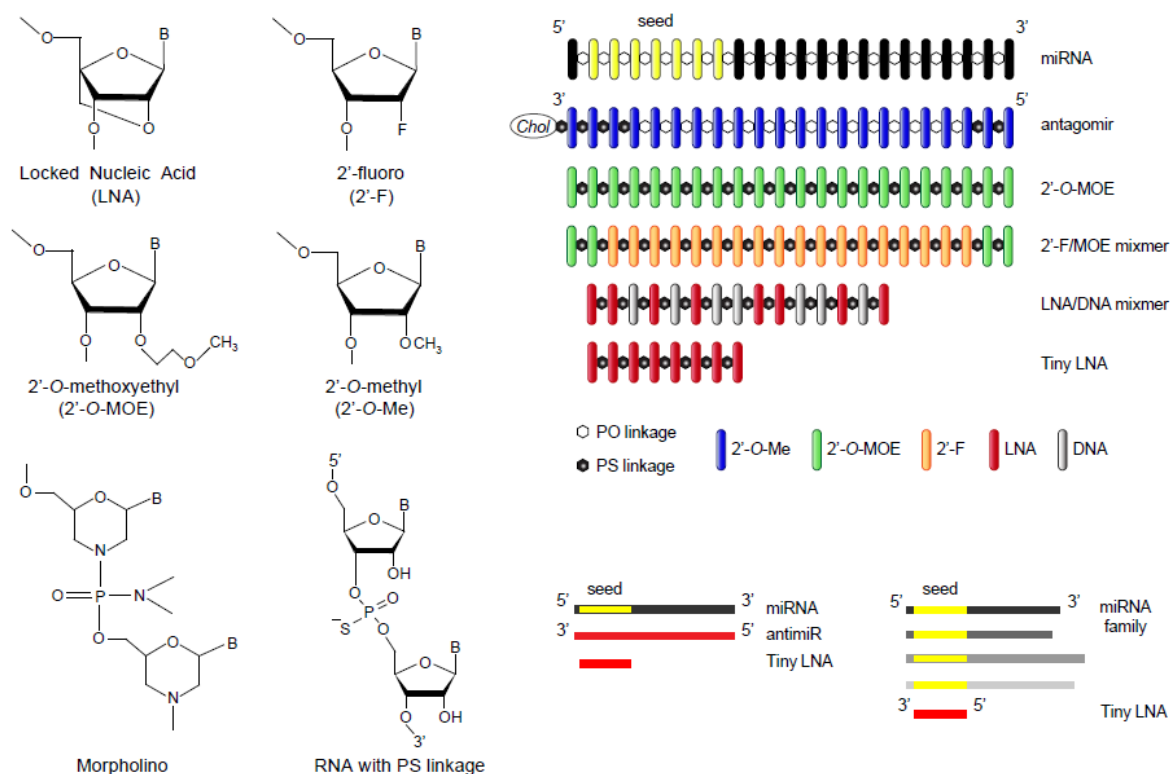 O
O
B
O
O
Locked Nucleic Acid
(LNA)
O
O
B
O
F
2'-fluoro
(2'-F)
O
O
B
O
O
O
CH3
2'-O-methoxyethyl
(2'-O-MOE)
O
O
B
O
OCH3
2'-O-methyl
(2'-O-Me)
O
O
B
N
O
P
N
O
O
B
N
Morpholino
5'
O
O
B
O
OH
P
O
–S
O
O
B
O
OH
3'
RNA with PS linkage
5'
seed
3'
miRNA
3'
5'
Chol
antagomir
2'-O-MOE
2'-F/MOE mixmer
LNA/DNA mixmer
Tiny LNA
PO linkage
PS linkage
2'-O-Me
2'-O-MOE
2'-F
LNA
DNA
5'
seed
3'
miRNA
3'
5'
antimiR
Tiny LNA
5'
seed
3'
miRNA
family
3'
5'
Tiny LNA